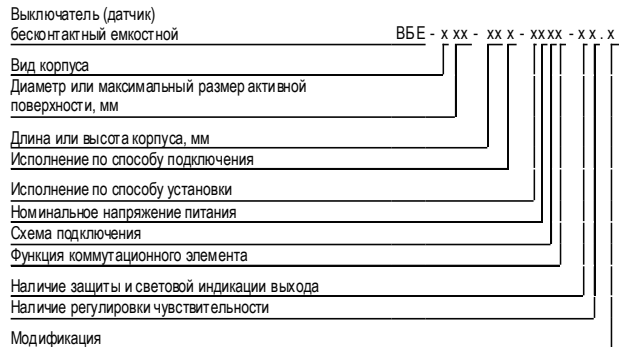 Выключатель (датчик)
бесконтактный емкостной ВБЕ - х хх - хх х - хххх - х х . х
Вид корпуса
Диаметр или максимальный размер активной
поверхности, мм
Длина или высота корпуса, мм
Исполнение по способу подключения
Исполнение по способу установки
Номинальное напряжение питания
Схема подключения
Функция коммутационного элемента
Наличие защиты и световой индикации выхода
Наличие регулировки чувствительности
Модификация